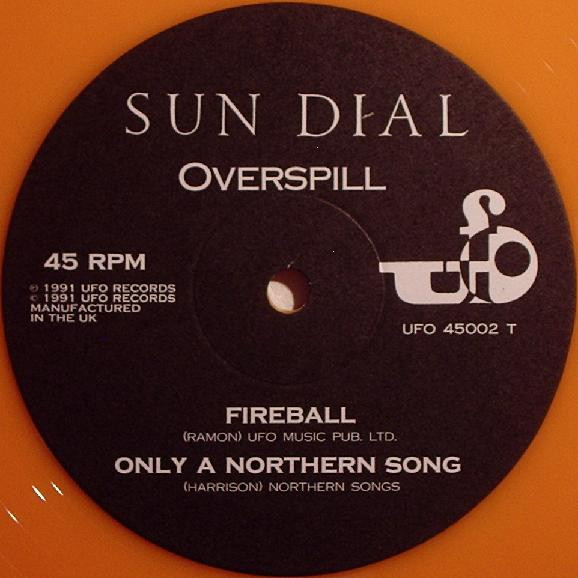 SUN DIAL
OVERSPILL
45 RPM
℗ 1991 UFO RECORDS
© 1991 UFO RECORDS
MANUFACTURED
IN THE UK
ufo
UFO 45002 T
FIREBALL
(RAMON) UFO MUSIC PUB. LTD.
ONLY A NORTHERN SONG
(HARRISON) NORTHERN SONGS